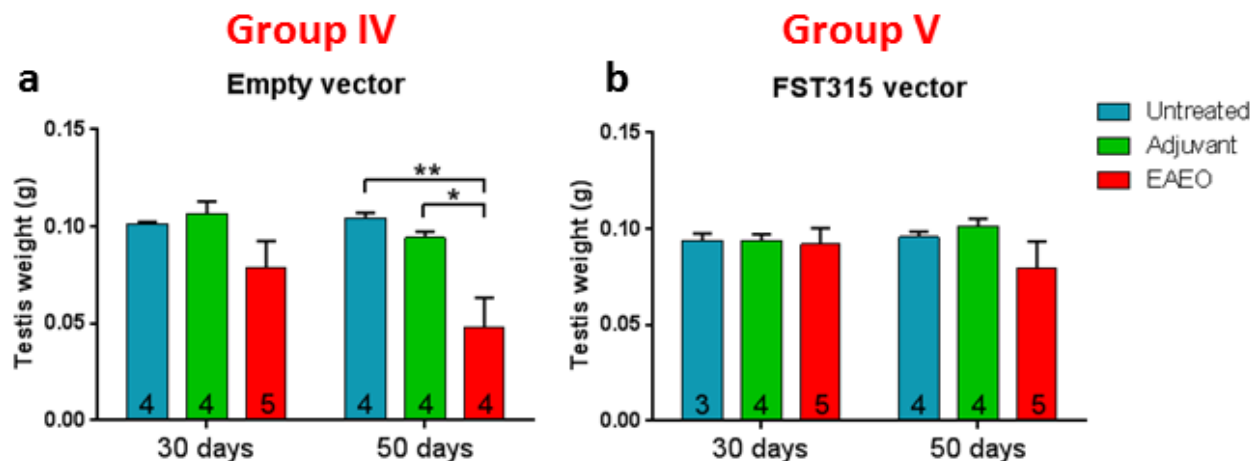 Group IV
Group V
a
Empty vector
b
FST315 vector
Untreated
Adjuvant
EAEO
Testis weight (g)
0.15
0.10
0.05
0.00
**
*
4
4
5
4
4
4
30 days
50 days
Testis weight (g)
0.15
0.10
0.05
0.00
3
4
5
4
4
5
30 days
50 days